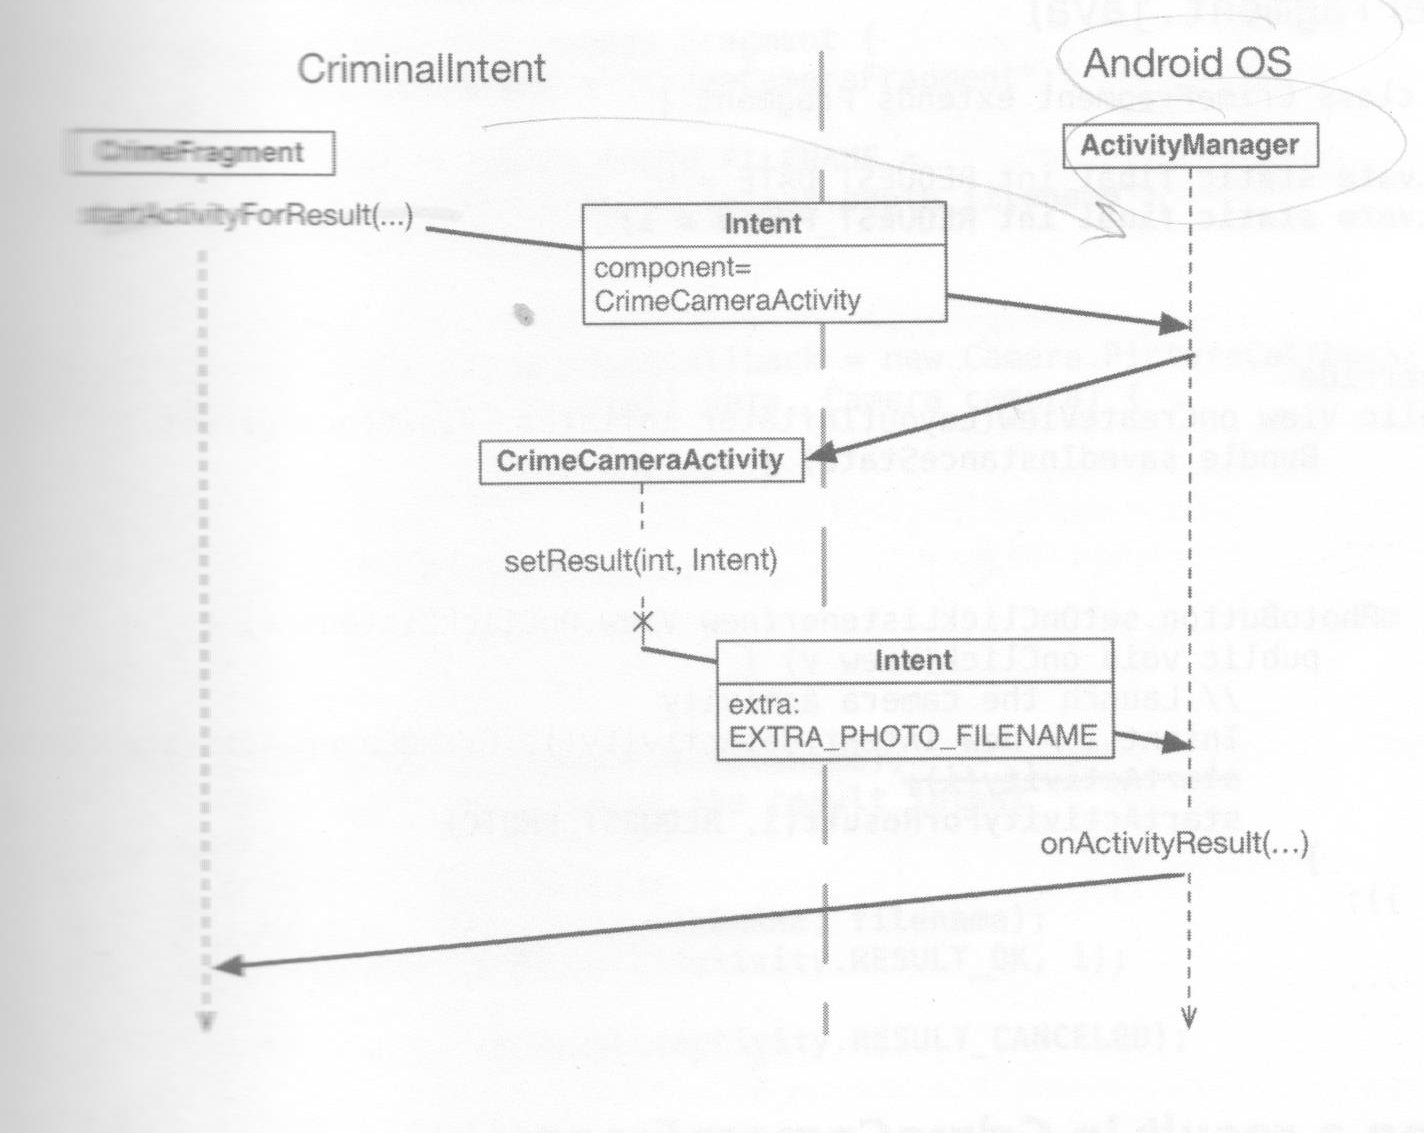 CriminalIntent
Android OS
CrimeFragment
ActivityManager
startActivityForResult(...)
Intent
component=
CrimeCameraActivity
CrimeCameraActivity
setResult(int, Intent)
Intent
extra:
EXTRA_PHOTO_FILENAME
onActivityResult(...)